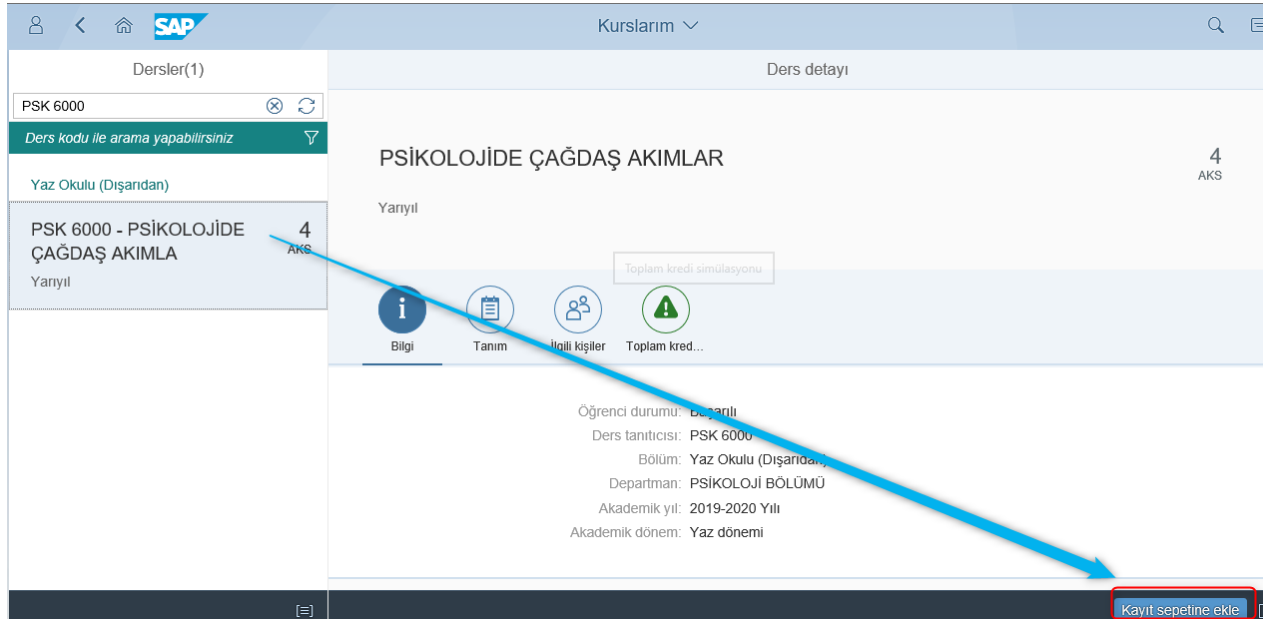 SAP
Kurslarım
Dersler(1)
Ders detayı
PSK 6000
Ders kodu ile arama yapabilirsiniz
Yaz Okulu (Dışarıdan)
PSK 6000 - PSİKOLOJİDE
ÇAĞDAŞ AKIMLA
4
AKS
Yarıyıl
PSİKOLOJİDE ÇAĞDAŞ AKIMLAR
4
AKS
Yarıyıl
Toplam kredi simülasyonu
Bilgi
Tanım
İlgili kişiler
Toplam kred...
Öğrenci durumu: Başarılı
Ders tanıtıcısı: PSK 6000
Bölüm: Yaz Okulu (Dışarıdan)
Departman: PSİKOLOJİ BÖLÜMÜ
Akademik yıl: 2019-2020 Yılı
Akademik dönem: Yaz dönemi
Kayıt sepetine ekle